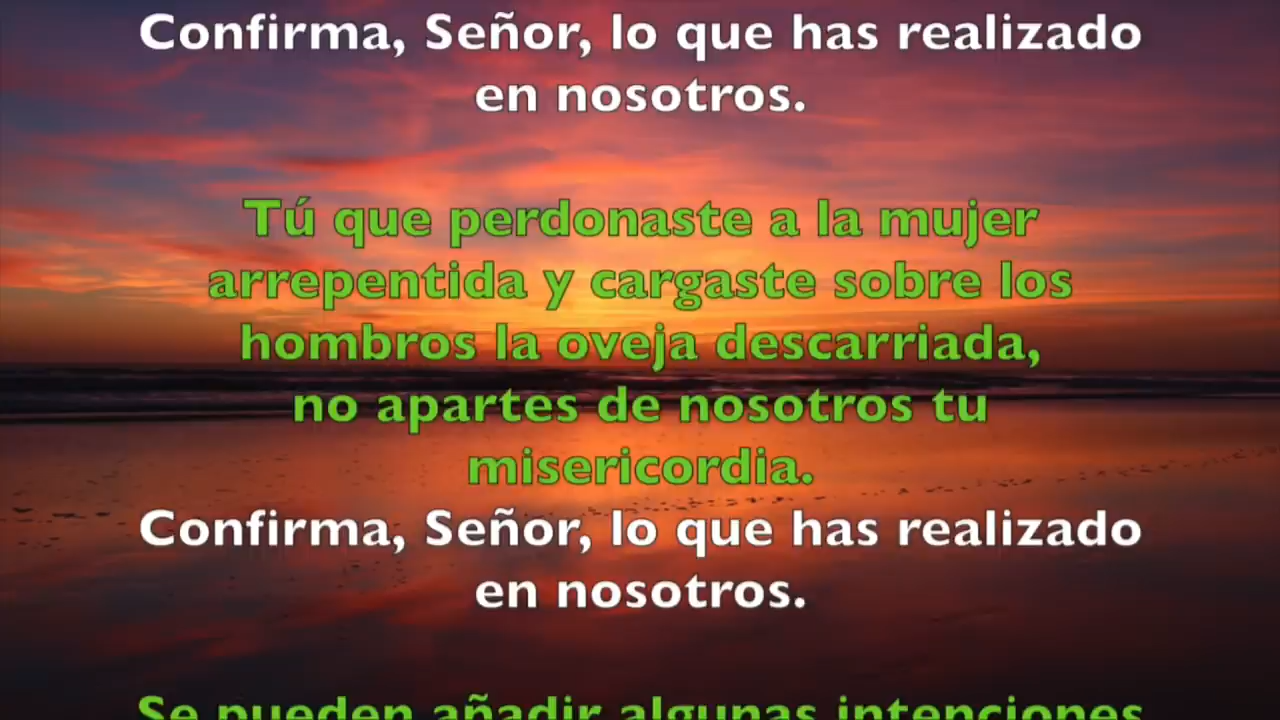 Confirma, Señor, lo que has realizado
en nosotros.
Tú que perdonaste a la mujer
arrepentida y cargaste sobre los
hombros la oveja descarriada,
no apartes de nosotros tu
misericordia.
Confirma, Señor, lo que has realizado
en nosotros.
Se pueden añadir algunas intenciones